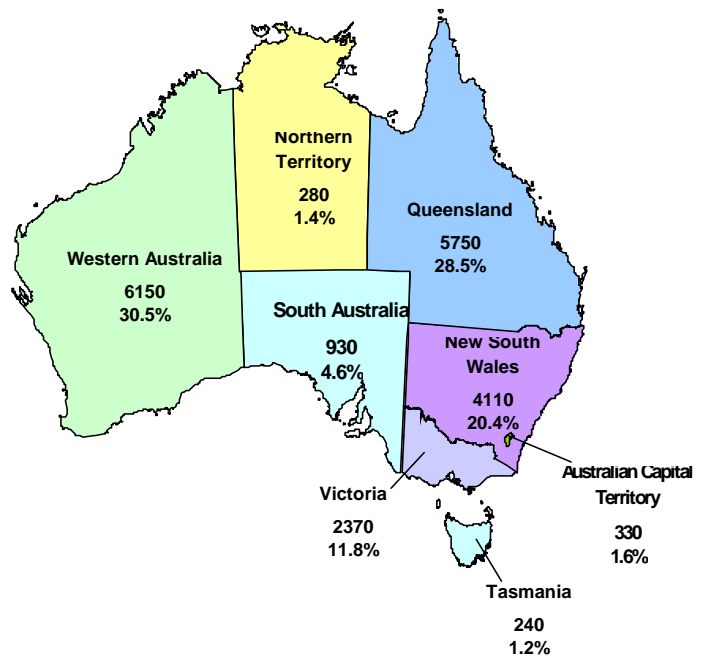 Northern
Territory
280
1.4%
Queensland
5750
28.5%
Western Australia
6150
30.5%
South Australia
930
4.6%
New South
Wales
4110
20.4%
Australian Capital
Territory
330
1.6%
Victoria
2370
11.8%
Tasmania
240
1.2%